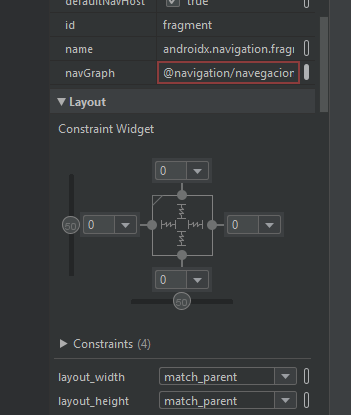 defaultNavHost true
id fragment
name androidx.navigation.fragı
navGraph @navigation/navegacion
Layout
Constraint Widget
0
50 0 0
0
50
Constraints (4)
layout_width match_parent
layout_height match_parent